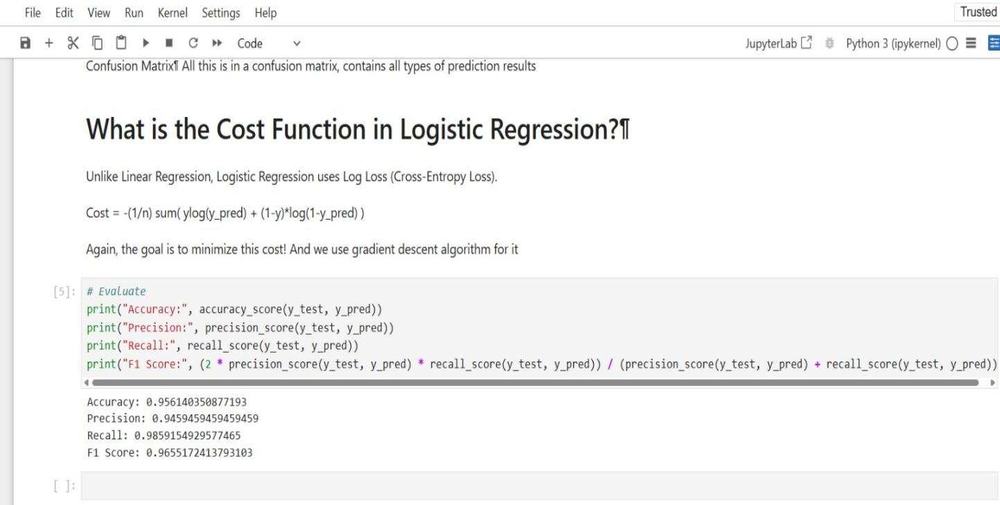 File Edit View Run Kernel Settings Help
Trusted
Code
JupyterLab
Python 3 (ipykernel)
Confusion Matrix¶ All this is in a confusion matrix, contains all types of prediction results
What is the Cost Function in Logistic Regression?¶
Unlike Linear Regression, Logistic Regression uses Log Loss (Cross-Entropy Loss).
Cost = -(1/n) sum( ylog(y_pred) + (1-y)*log(1-y_pred) )
Again, the goal is to minimize this cost! And we use gradient descent algorithm for it
[5]:
# Evaluate
print("Accuracy:", accuracy_score(y_test, y_pred))
print("Precision:", precision_score(y_test, y_pred))
print("Recall:", recall_score(y_test, y_pred))
print("F1 Score:", (2 * precision_score(y_test, y_pred) * recall_score(y_test, y_pred)) / (precision_score(y_test, y_pred) + recall_score(y_test, y_pred))
Accuracy: 0.956140350877193
Precision: 0.9459459459459459
Recall: 0.9859154929577465
F1 Score: 0.9655172413793103
[ ]: